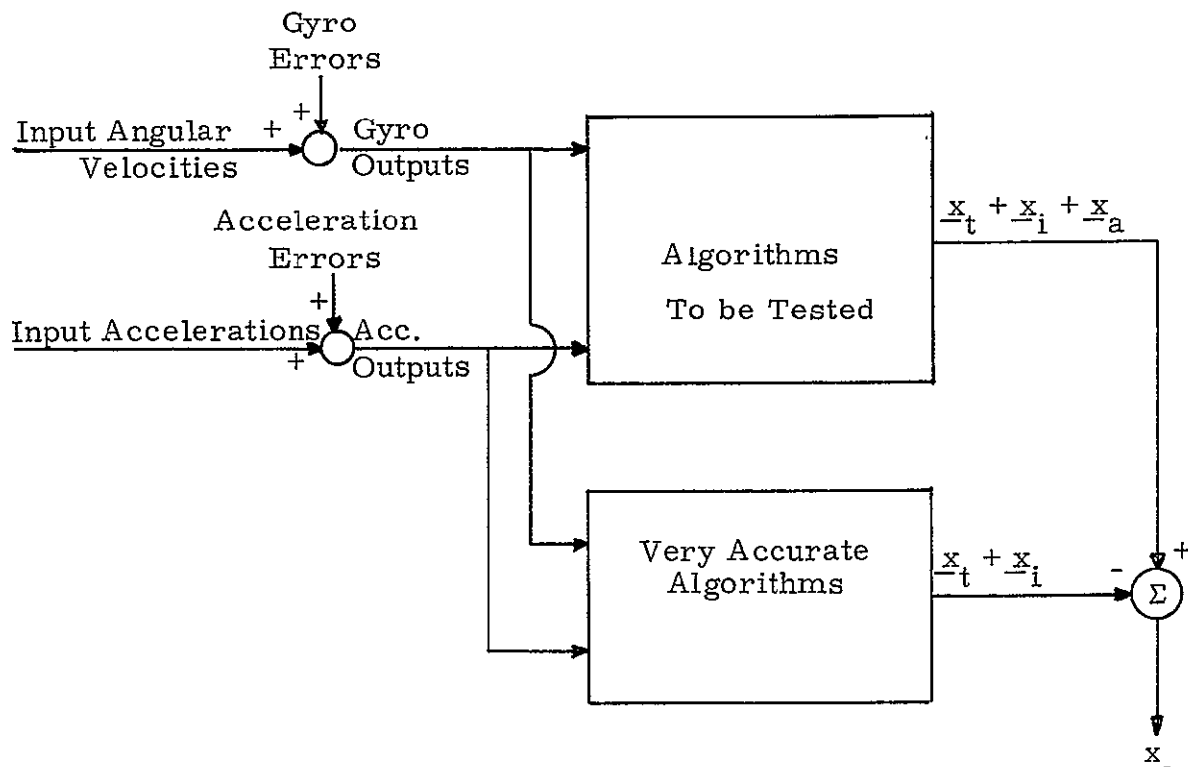 Gyro
Errors
+
Input Angular +
Velocities
Gyro
Outputs
Acceleration
Errors
+
Input Accelerations
+
Acc.
Outputs
Algorithms
To be Tested
x_t + x_i + x_a
Very Accurate
Algorithms
x_t + x_i
-
+
Σ
x